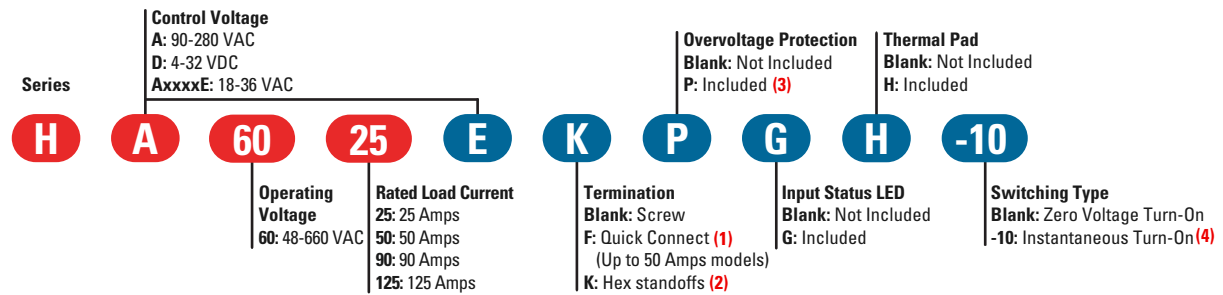 Control Voltage
A: 90-280 VAC
D: 4-32 VDC
AxxxxE: 18-36 VAC
Overvoltage Protection
Blank: Not Included
P: Included (3)
Thermal Pad
Blank: Not Included
H: Included
Series
H A 60 25 E K P G H -10
Operating
Voltage
60: 48-660 VAC
Rated Load Current
25: 25 Amps
50: 50 Amps
90: 90 Amps
125: 125 Amps
Termination
Blank: Screw
F: Quick Connect (1)
(Up to 50 Amps models)
K: Hex standoffs (2)
Input Status LED
Blank: Not Included
G: Included
Switching Type
Blank: Zero Voltage Turn-On
-10: Instantaneous Turn-On (4)